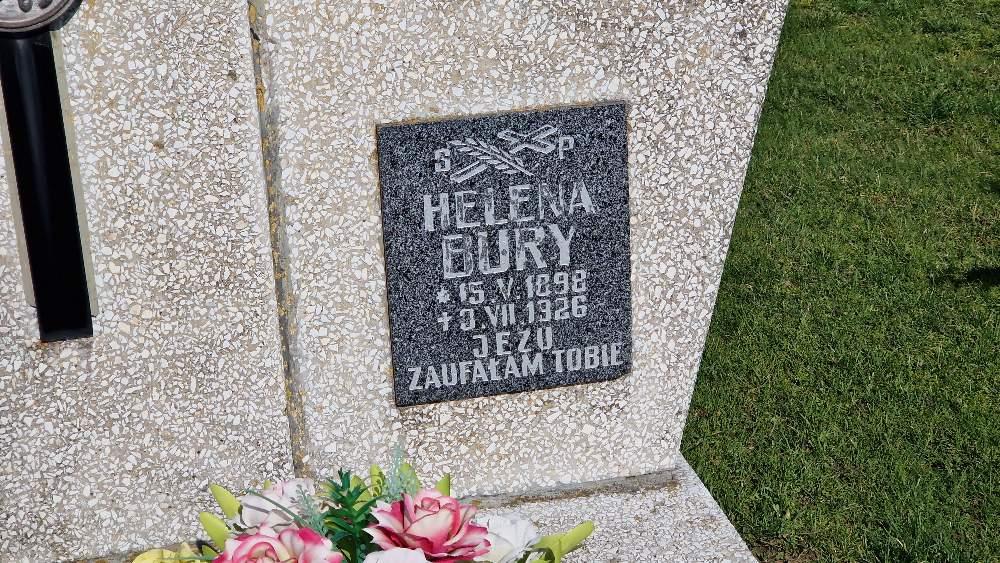 S P
HELENA
BURY
* 15.V.1898
+ 3.VII.1926
JEZU
ZAUFAŁAM TOBIE